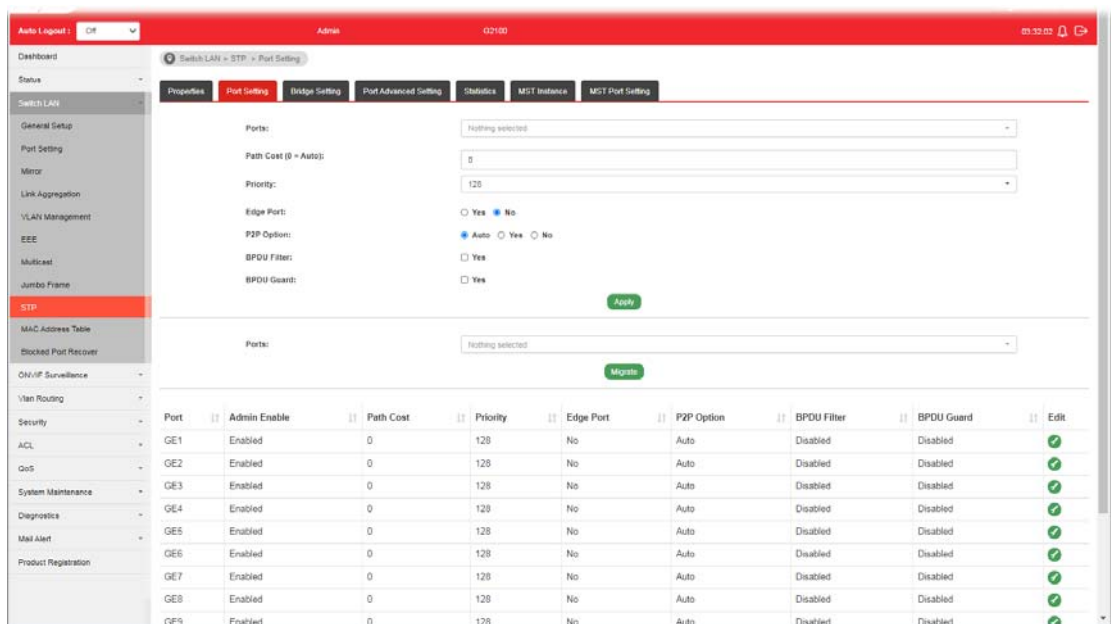 Auto Logout : Off Admin G2100 03:32:02
Dashboard
Status
Switch LAN
General Setup
Port Setting
Mirror
Link Aggregation
VLAN Management
EEE
Multicast
Jumbo Frame
STP
MAC Address Table
Blocked Port Recover
ONVIF Surveillance
Vlan Routing
Security
ACL
QoS
System Maintenance
Diagnostics
Mail Alert
Product Registration
Switch LAN » STP » Port Setting
Properties Port Setting Bridge Setting Port Advanced Setting Statistics MST Instance MST Port Setting
Ports: Nothing selected
Path Cost (0 = Auto): 0
Priority: 128
Edge Port: Yes No
P2P Option: Auto Yes No
BPDU Filter: Yes
BPDU Guard: Yes
Apply
Ports: Nothing selected
Migrate
Port Admin Enable Path Cost Priority Edge Port P2P Option BPDU Filter BPDU Guard Edit
GE1 Enabled 0 128 No Auto Disabled Disabled
GE2 Enabled 0 128 No Auto Disabled Disabled
GE3 Enabled 0 128 No Auto Disabled Disabled
GE4 Enabled 0 128 No Auto Disabled Disabled
GE5 Enabled 0 128 No Auto Disabled Disabled
GE6 Enabled 0 128 No Auto Disabled Disabled
GE7 Enabled 0 128 No Auto Disabled Disabled
GE8 Enabled 0 128 No Auto Disabled Disabled
GE9 Enabled 0 128 No Auto Disabled Disabled